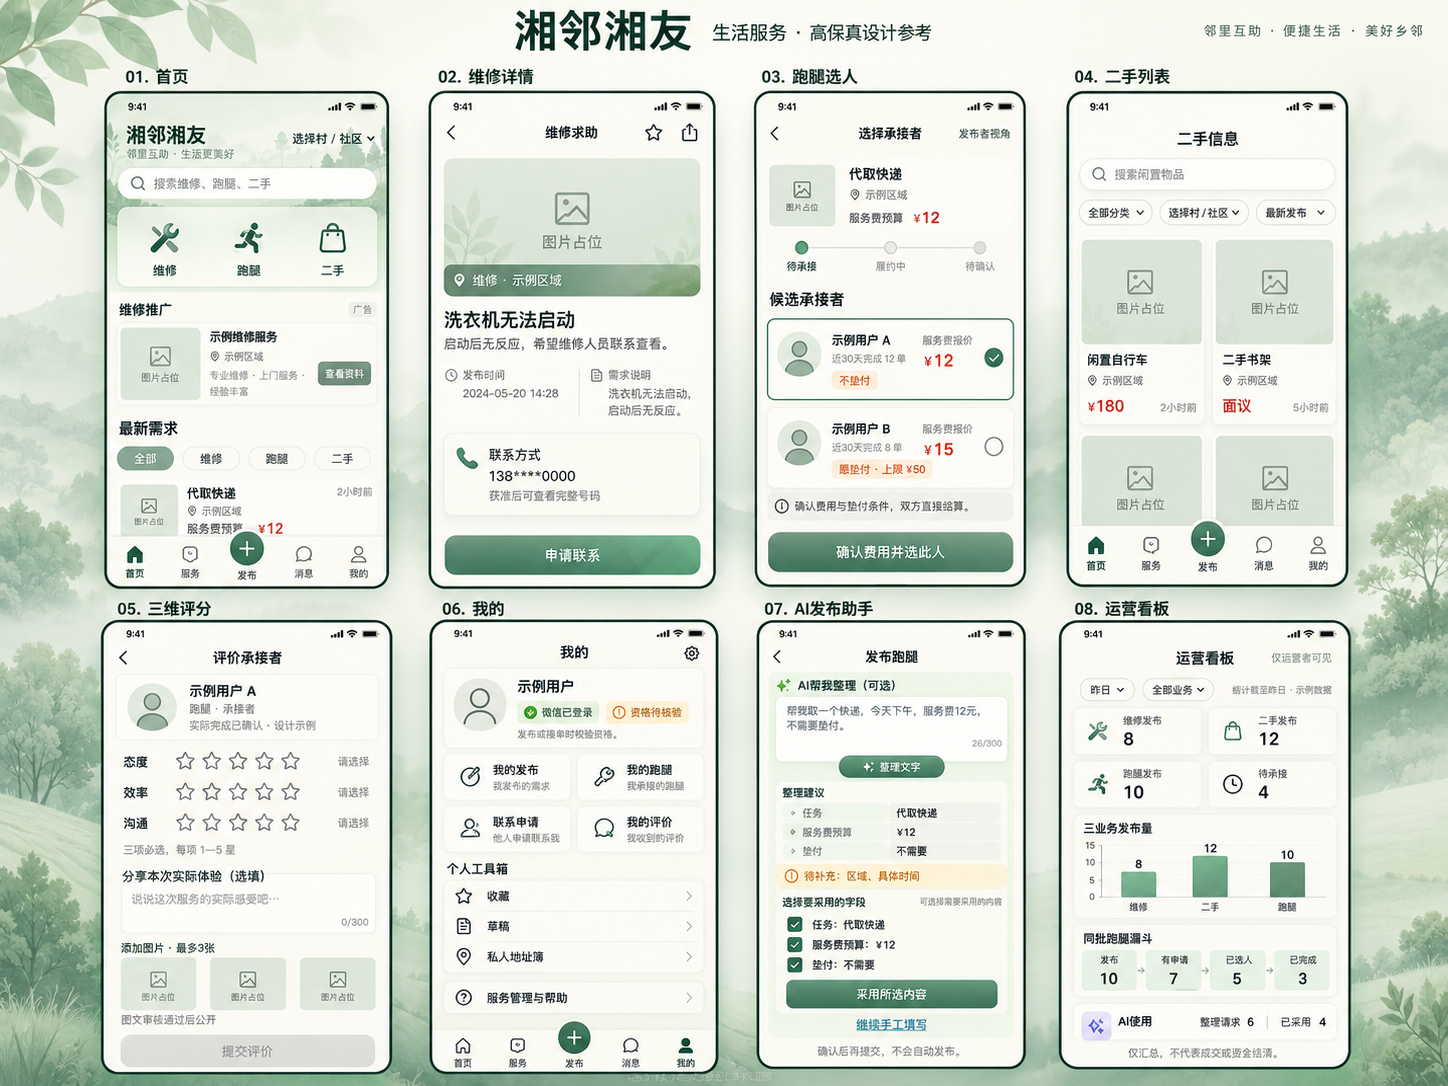 湘邻湘友 生活服务 · 高保真设计参考
邻里互助 · 便捷生活 · 美好乡邻
01. 首页
9:41
湘邻湘友
邻里互助 · 生活更美好
选择村 / 社区
搜索维修、跑腿、二手
维修 跑腿 二手
维修推广 广告
图片占位
示例维修服务
示例区域
专业维修 · 上门服务 ·
经验丰富
查看资料
最新需求
全部 维修 跑腿 二手
图片占位
代取快递 2小时前
示例区域
服务费预算 ¥12
首页 服务 发布 消息 我的
02. 维修详情
9:41
维修求助
图片占位
维修 · 示例区域
洗衣机无法启动
启动后无反应，希望维修人员联系查看。
发布时间
2024-05-20 14:28
需求说明
洗衣机无法启动，
启动后无反应。
联系方式
138****0000
获准后可查看完整号码
申请联系
03. 跑腿选人
9:41
选择承接者 发布者视角
图片占位
代取快递
示例区域
服务费预算 ¥12
待承接 履约中 待确认
候选承接者
示例用户 A 服务费报价
近30天完成 12 单 ¥12
不垫付
示例用户 B 服务费报价
近30天完成 8 单 ¥15
垫付 · 上限 ¥50
确认费用与垫付条件，双方直接结算。
确认费用并选此人
04. 二手列表
9:41
二手信息
搜索闲置物品
全部分类 选择村 / 社区 最新发布
图片占位 图片占位
闲置自行车 二手书架
示例区域 示例区域
¥180 2小时前 面议 5小时前
图片占位 图片占位
首页 服务 发布 消息 我的
05. 三维评分
9:41
评价承接者
示例用户 A
跑腿 · 承接者
实际完成已确认 · 设计示例
态度 请选择
效率 请选择
沟通 请选择
三项必选，每项 1—5 星
分享本次实际体验（选填）
说说这次服务的实际感受吧…
0/300
添加图片 · 最多3张
图片占位 图片占位 图片占位
图文审核通过后公开
提交评价
06. 我的
9:41
我的
示例用户
微信已登录 资格待核验
发布或接单时校验资格。
我的发布
我发布的需求
我的跑腿
我承接的跑腿
联系申请
他人申请联系我
我的评价
我收到的评价
个人工具箱
收藏
草稿
私人地址簿
服务管理与帮助
首页 服务 发布 消息 我的
07. AI发布助手
9:41
发布跑腿
AI帮我整理（可选）
帮我取一个快递，今天下午，服务费12元，
不需要垫付。
26/300
整理文字
整理建议
任务 代取快递
服务费预算 ¥12
垫付 不需要
待补充：区域、具体时间
选择要采用的字段 可选择需要采用的内容
任务：代取快递
服务费预算：¥12
垫付：不需要
采用所选内容
继续手工填写
确认后再提交，不会自动发布。
08. 运营看板
9:41
运营看板 仅运营者可见
昨日 全部业务 统计截至昨日 · 示例数据
维修发布
8
二手发布
12
跑腿发布
10
待承接
4
三业务发布量
15
10
5
0
8 12 10
维修 二手 跑腿
同批跑腿漏斗
发布 有申请 已选人 已完成
10 7 5 3
AI使用 整理请求 6 已采用 4
仅汇总，不代表成交或资金结清。